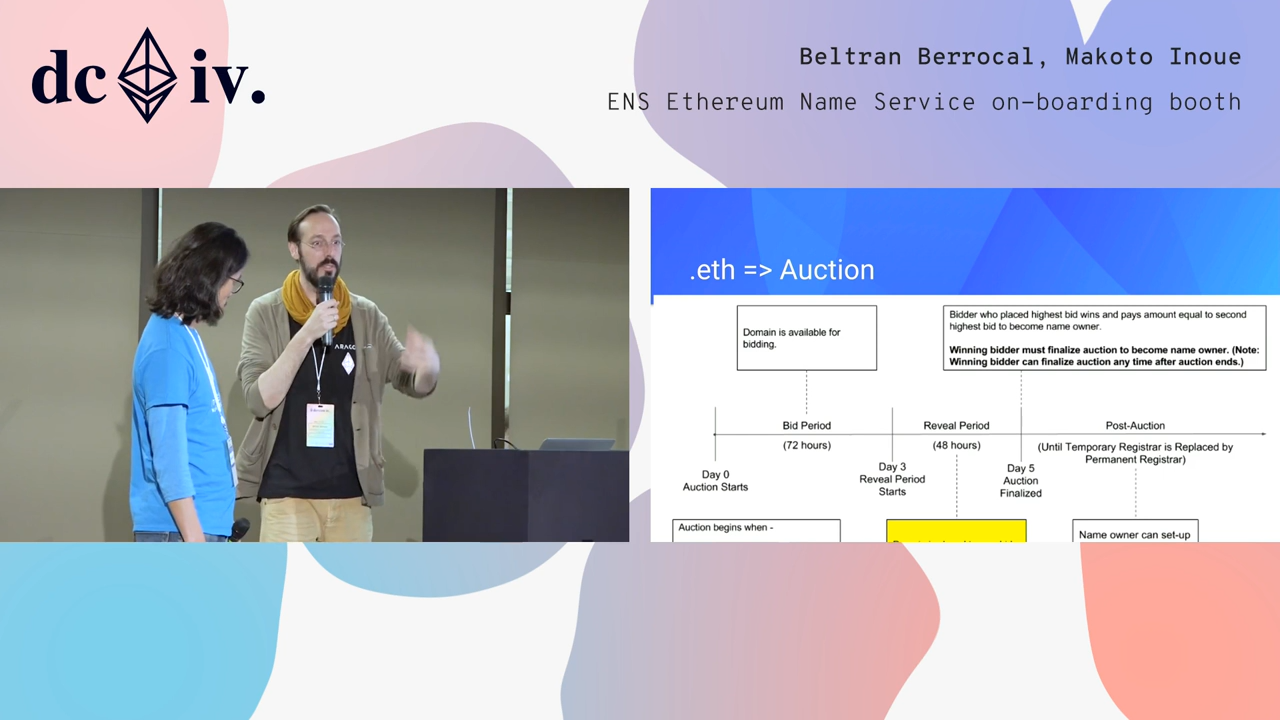 dc iv.
Beltran Berrocal, Makoto Inoue
ENS Ethereum Name Service on-boarding booth
.eth => Auction
Domain is available for
bidding.
Bidder who placed highest bid wins and pays amount equal to second
highest bid to become name owner.
Winning bidder must finalize auction to become name owner. (Note:
Winning bidder can finalize auction any time after auction ends.)
Bid Period
(72 hours)
Reveal Period
(48 hours)
Post-Auction
(Until Temporary Registrar is Replaced by
Permanent Registrar)
Day 0
Auction Starts
Day 3
Reveal Period
Starts
Day 5
Auction
Finalized
Auction begins when -
Name owner can set-up